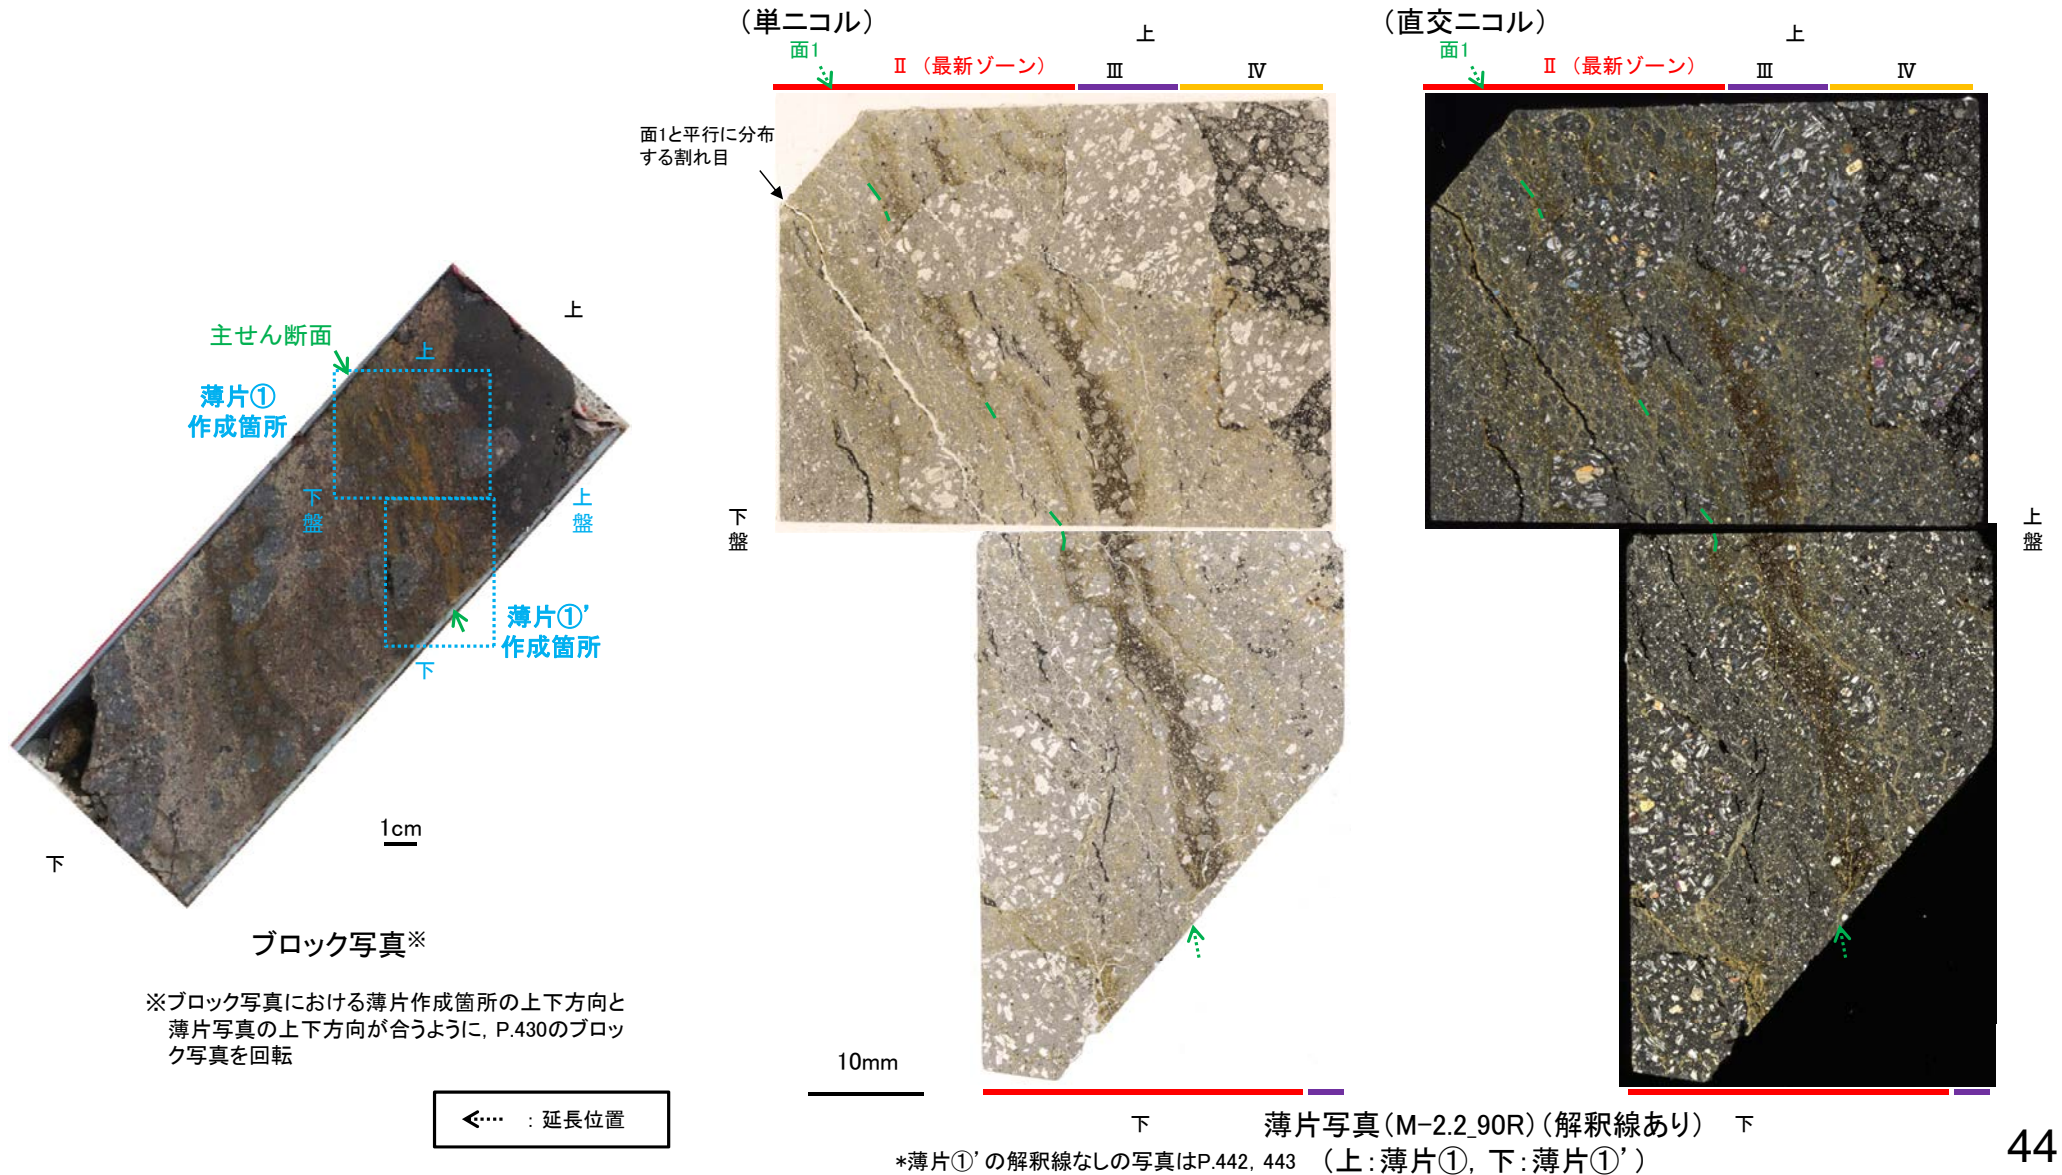 (単ニコル)
上
面1
Ⅱ (最新ゾーン)
Ⅲ
Ⅳ
面1と平行に分布
する割れ目
(直交ニコル)
上
面1
Ⅱ (最新ゾーン)
Ⅲ
Ⅳ
上
主せん断面
上
薄片①
作成箇所
下
盤
上
盤
薄片①’
作成箇所
下
1cm
下
ブロック写真※
※ブロック写真における薄片作成箇所の上下方向と
薄片写真の上下方向が合うように, P.430のブロッ
ク写真を回転
:延長位置
下
盤
上
盤
10mm
下
薄片写真(M-2.2_90R)(解釈線あり)
下
*薄片①’の解釈線なしの写真はP.442, 443
(上:薄片①, 下:薄片①’)
44